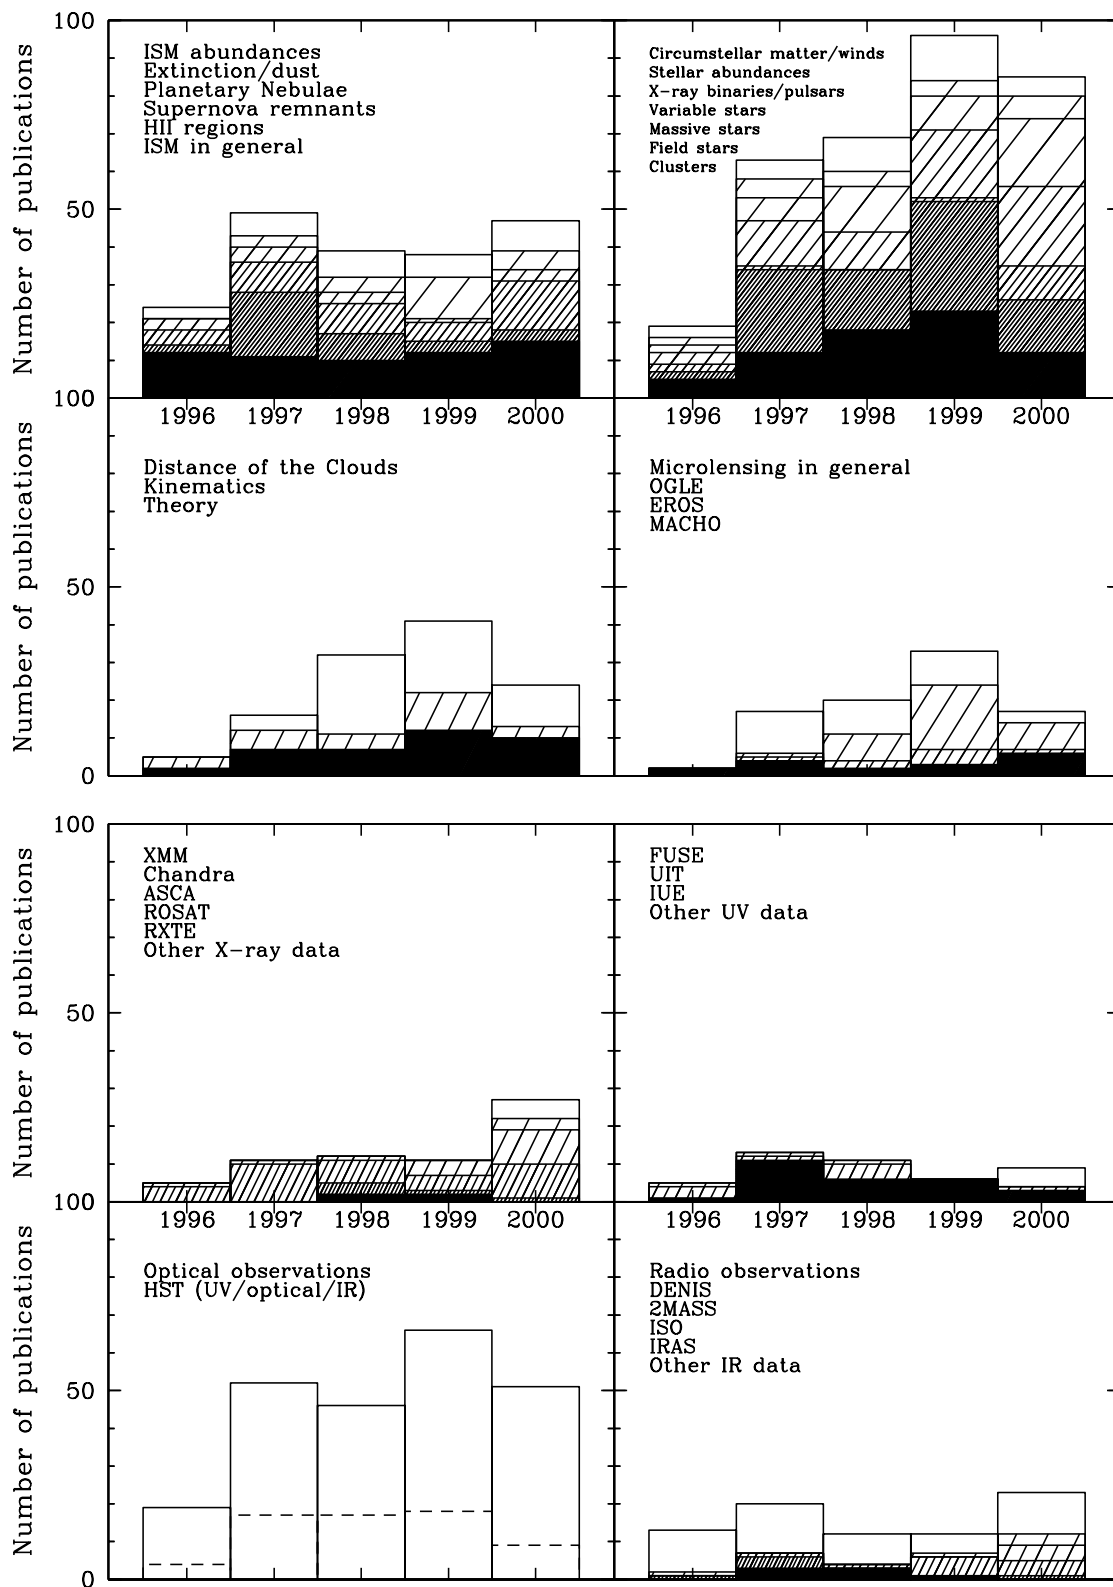 100
50
100
Number of publications
ISM abundances
Extinction/dust
Planetary Nebulae
Supernova remnants
HII regions
ISM in general
1996 1997 1998 1999 2000
Circumstellar matter/winds
Stellar abundances
X-ray binaries/pulsars
Variable stars
Massive stars
Field stars
Clusters
1996 1997 1998 1999 2000
50
0
Number of publications
Distance of the Clouds
Kinematics
Theory
Microlensing in general
OGLE
EROS
MACHO
100
50
100
Number of publications
XMM
Chandra
ASCA
ROSAT
RXTE
Other X-ray data
1996 1997 1998 1999 2000
FUSE
UIT
IUE
Other UV data
1996 1997 1998 1999 2000
50
0
Number of publications
Optical observations
HST (UV/optical/IR)
Radio observations
DENIS
2MASS
ISO
IRAS
Other IR data